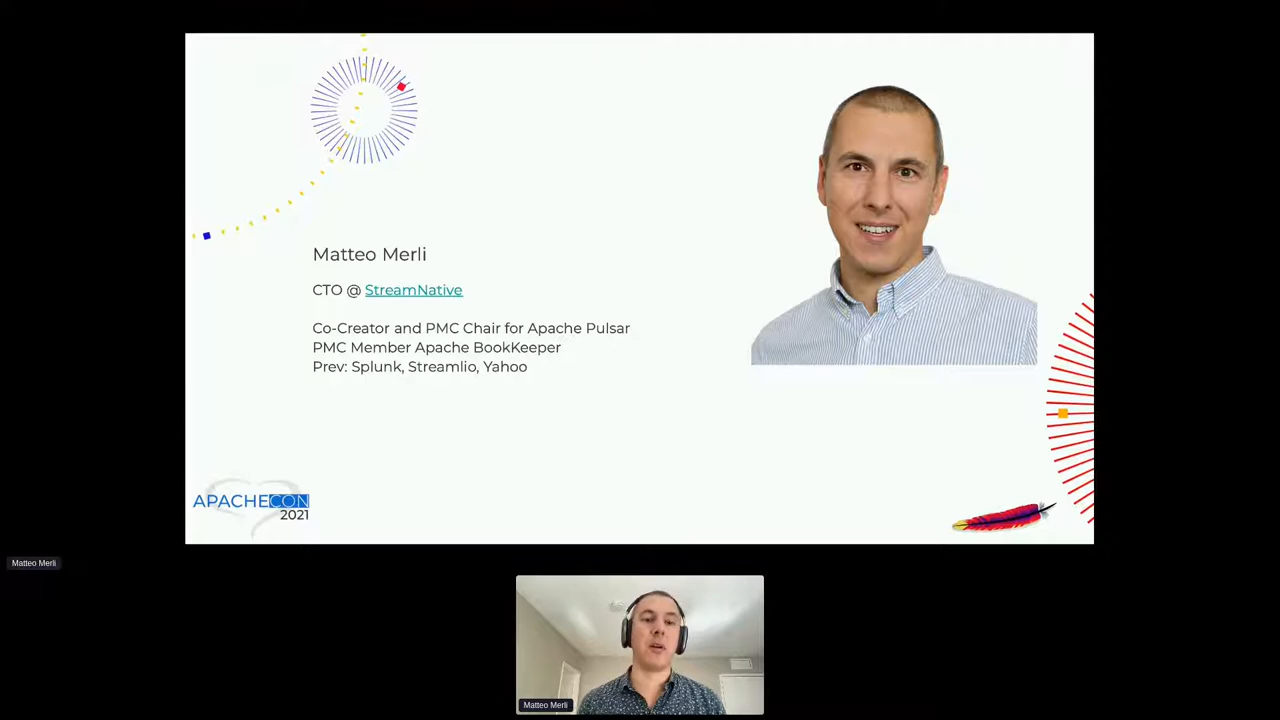 Matteo Merli
CTO @ StreamNative
Co-Creator and PMC Chair for Apache Pulsar
PMC Member Apache BookKeeper
Prev: Splunk, Streamlio, Yahoo
APACHECON
2021
Matteo Merli
Matteo Merli